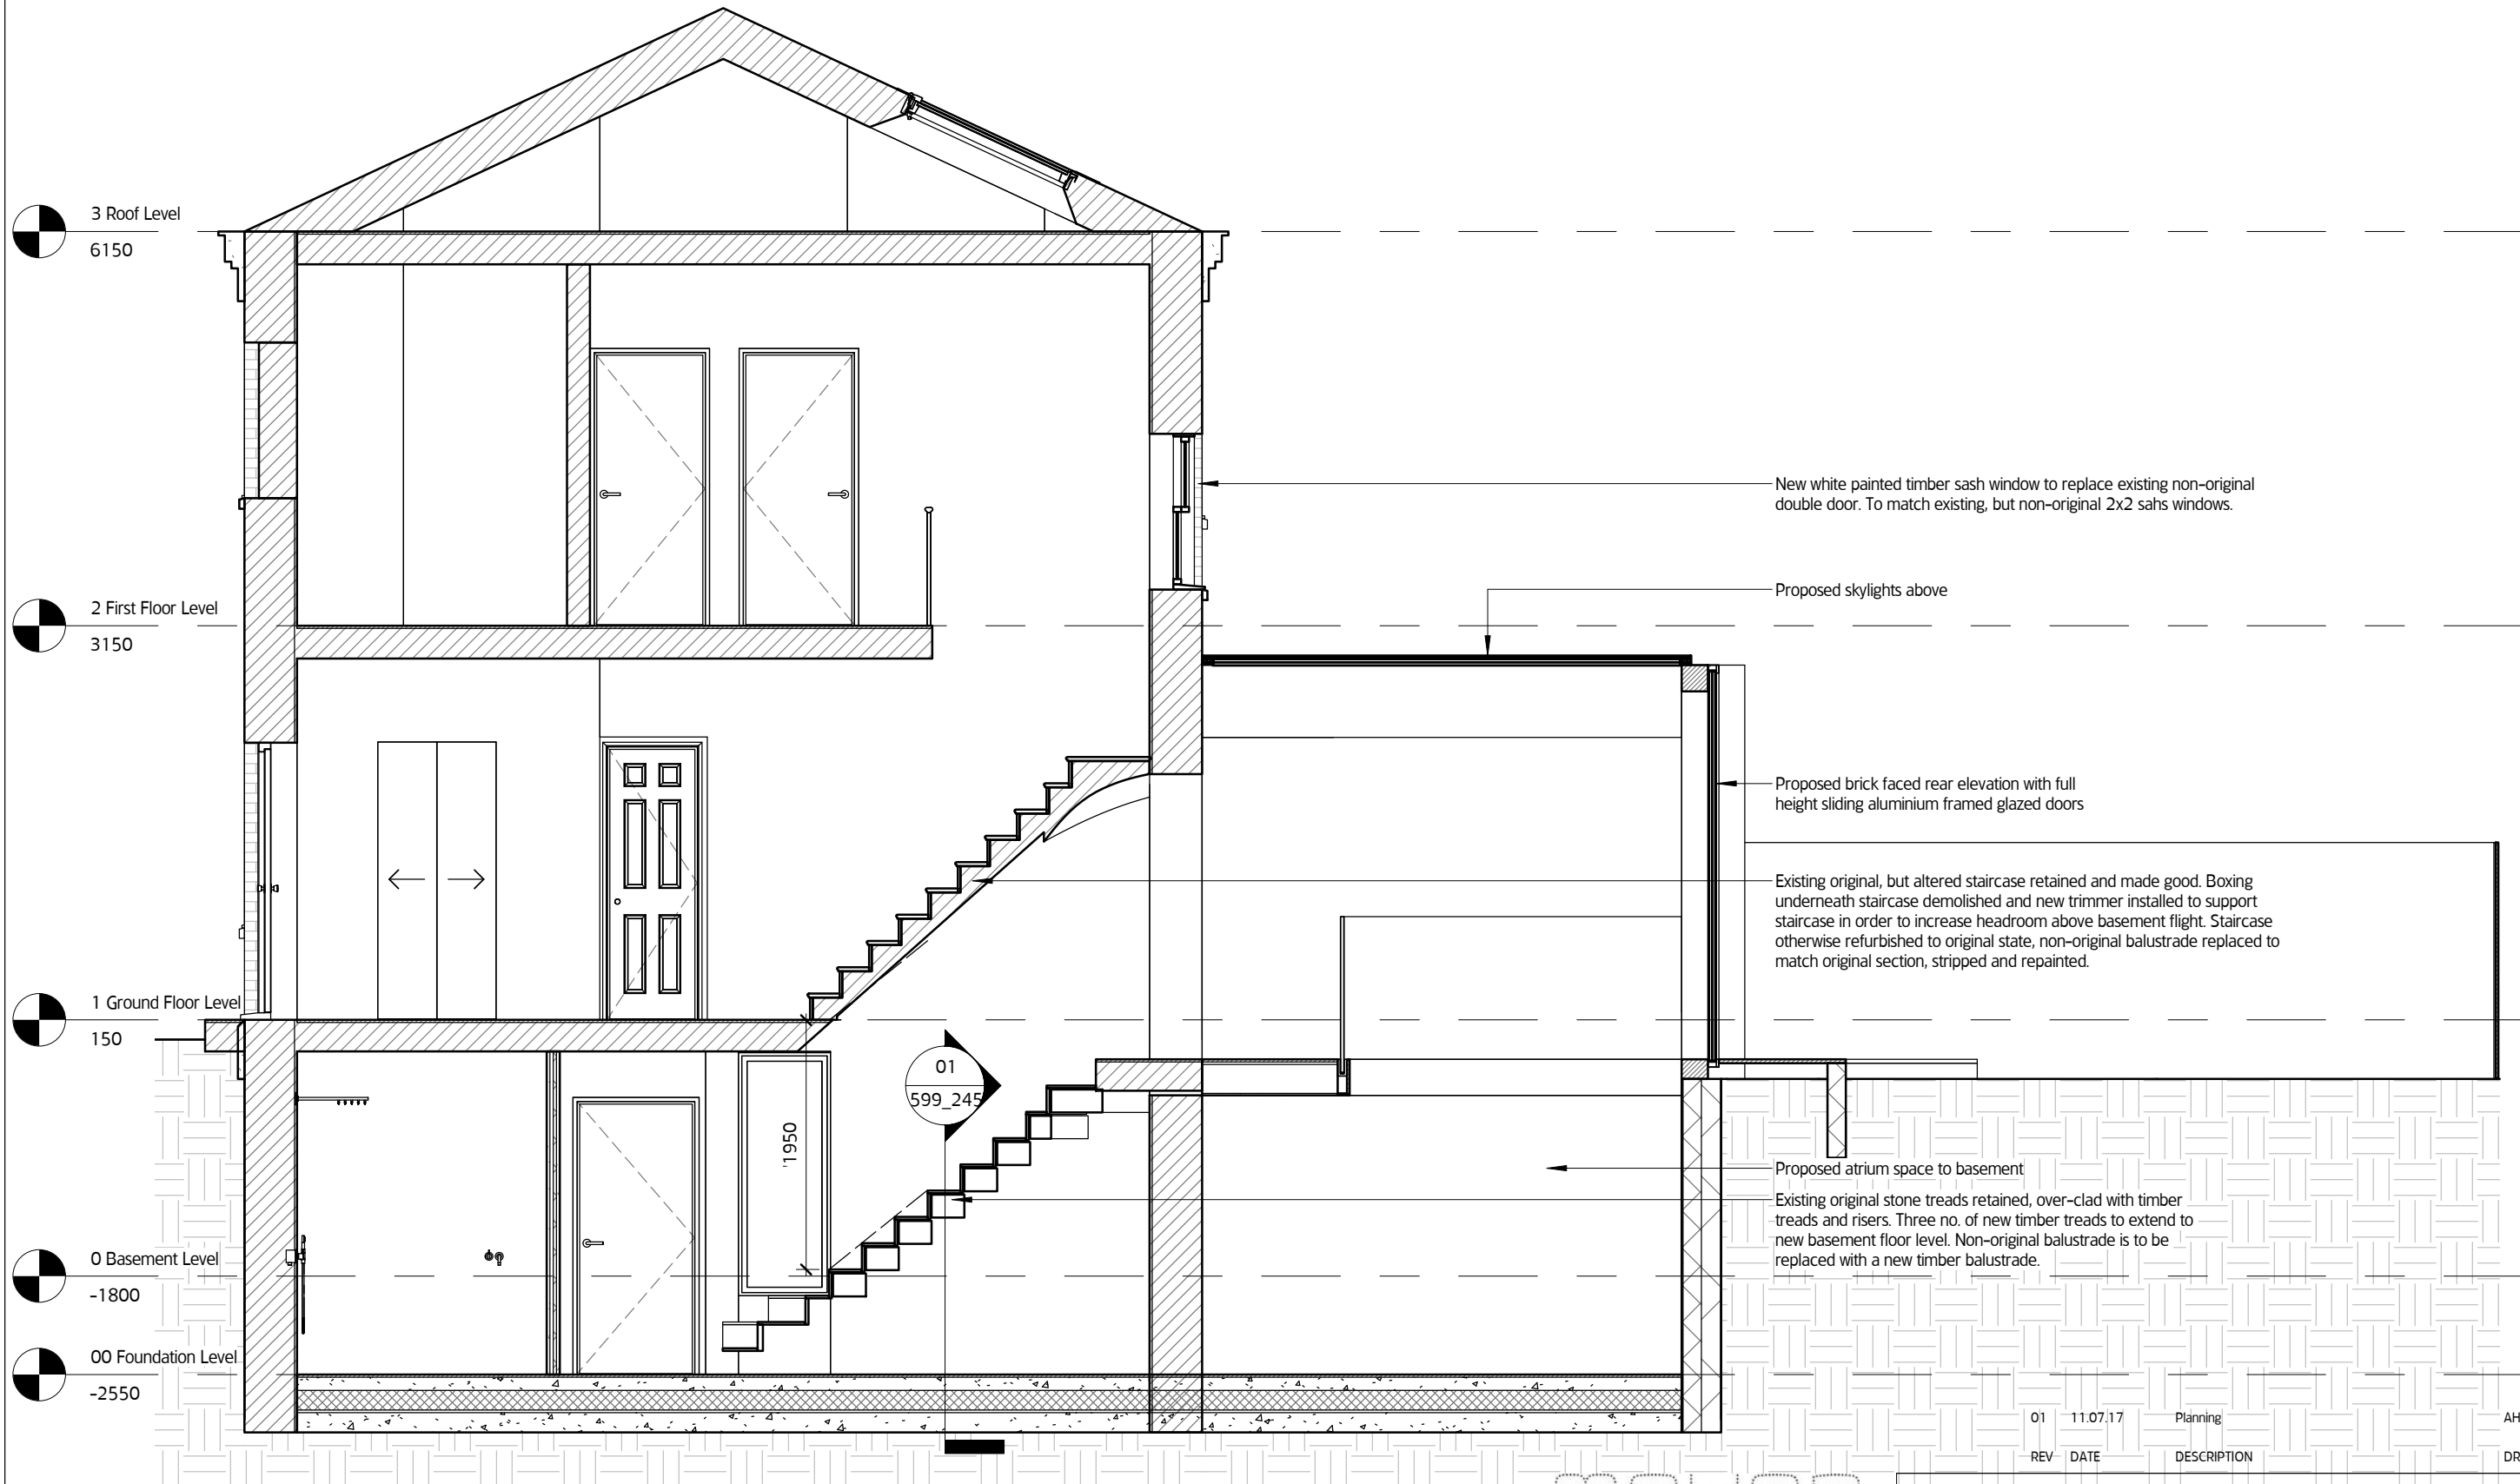 3 Roof Level
6150
New white painted timber sash window to replace existing non-original
double door. To match existing, but non-original 2x2 sahs windows.
Proposed skylights above
2 First Floor Level
3150
Proposed brick faced rear elevation with full
height sliding aluminium framed glazed doors
Existing original, but altered staircase retained and made good. Boxing
underneath staircase demolished and new trimmer installed to support
staircase in order to increase headroom above basement flight. Staircase
otherwise refurbished to original state, non-original balustrade replaced to
match original section, stripped and repainted.
1 Ground Floor Level
150
01
599_245
1950
Proposed atrium space to basement
Existing original stone treads retained, over-clad with timber
treads and risers. Three no. of new timber treads to extend to
new basement floor level. Non-original balustrade is to be
replaced with a new timber balustrade.
0 Basement Level
-1800
00 Foundation Level
-2550
01 11.07.17 Planning AH
REV DATE DESCRIPTION DR